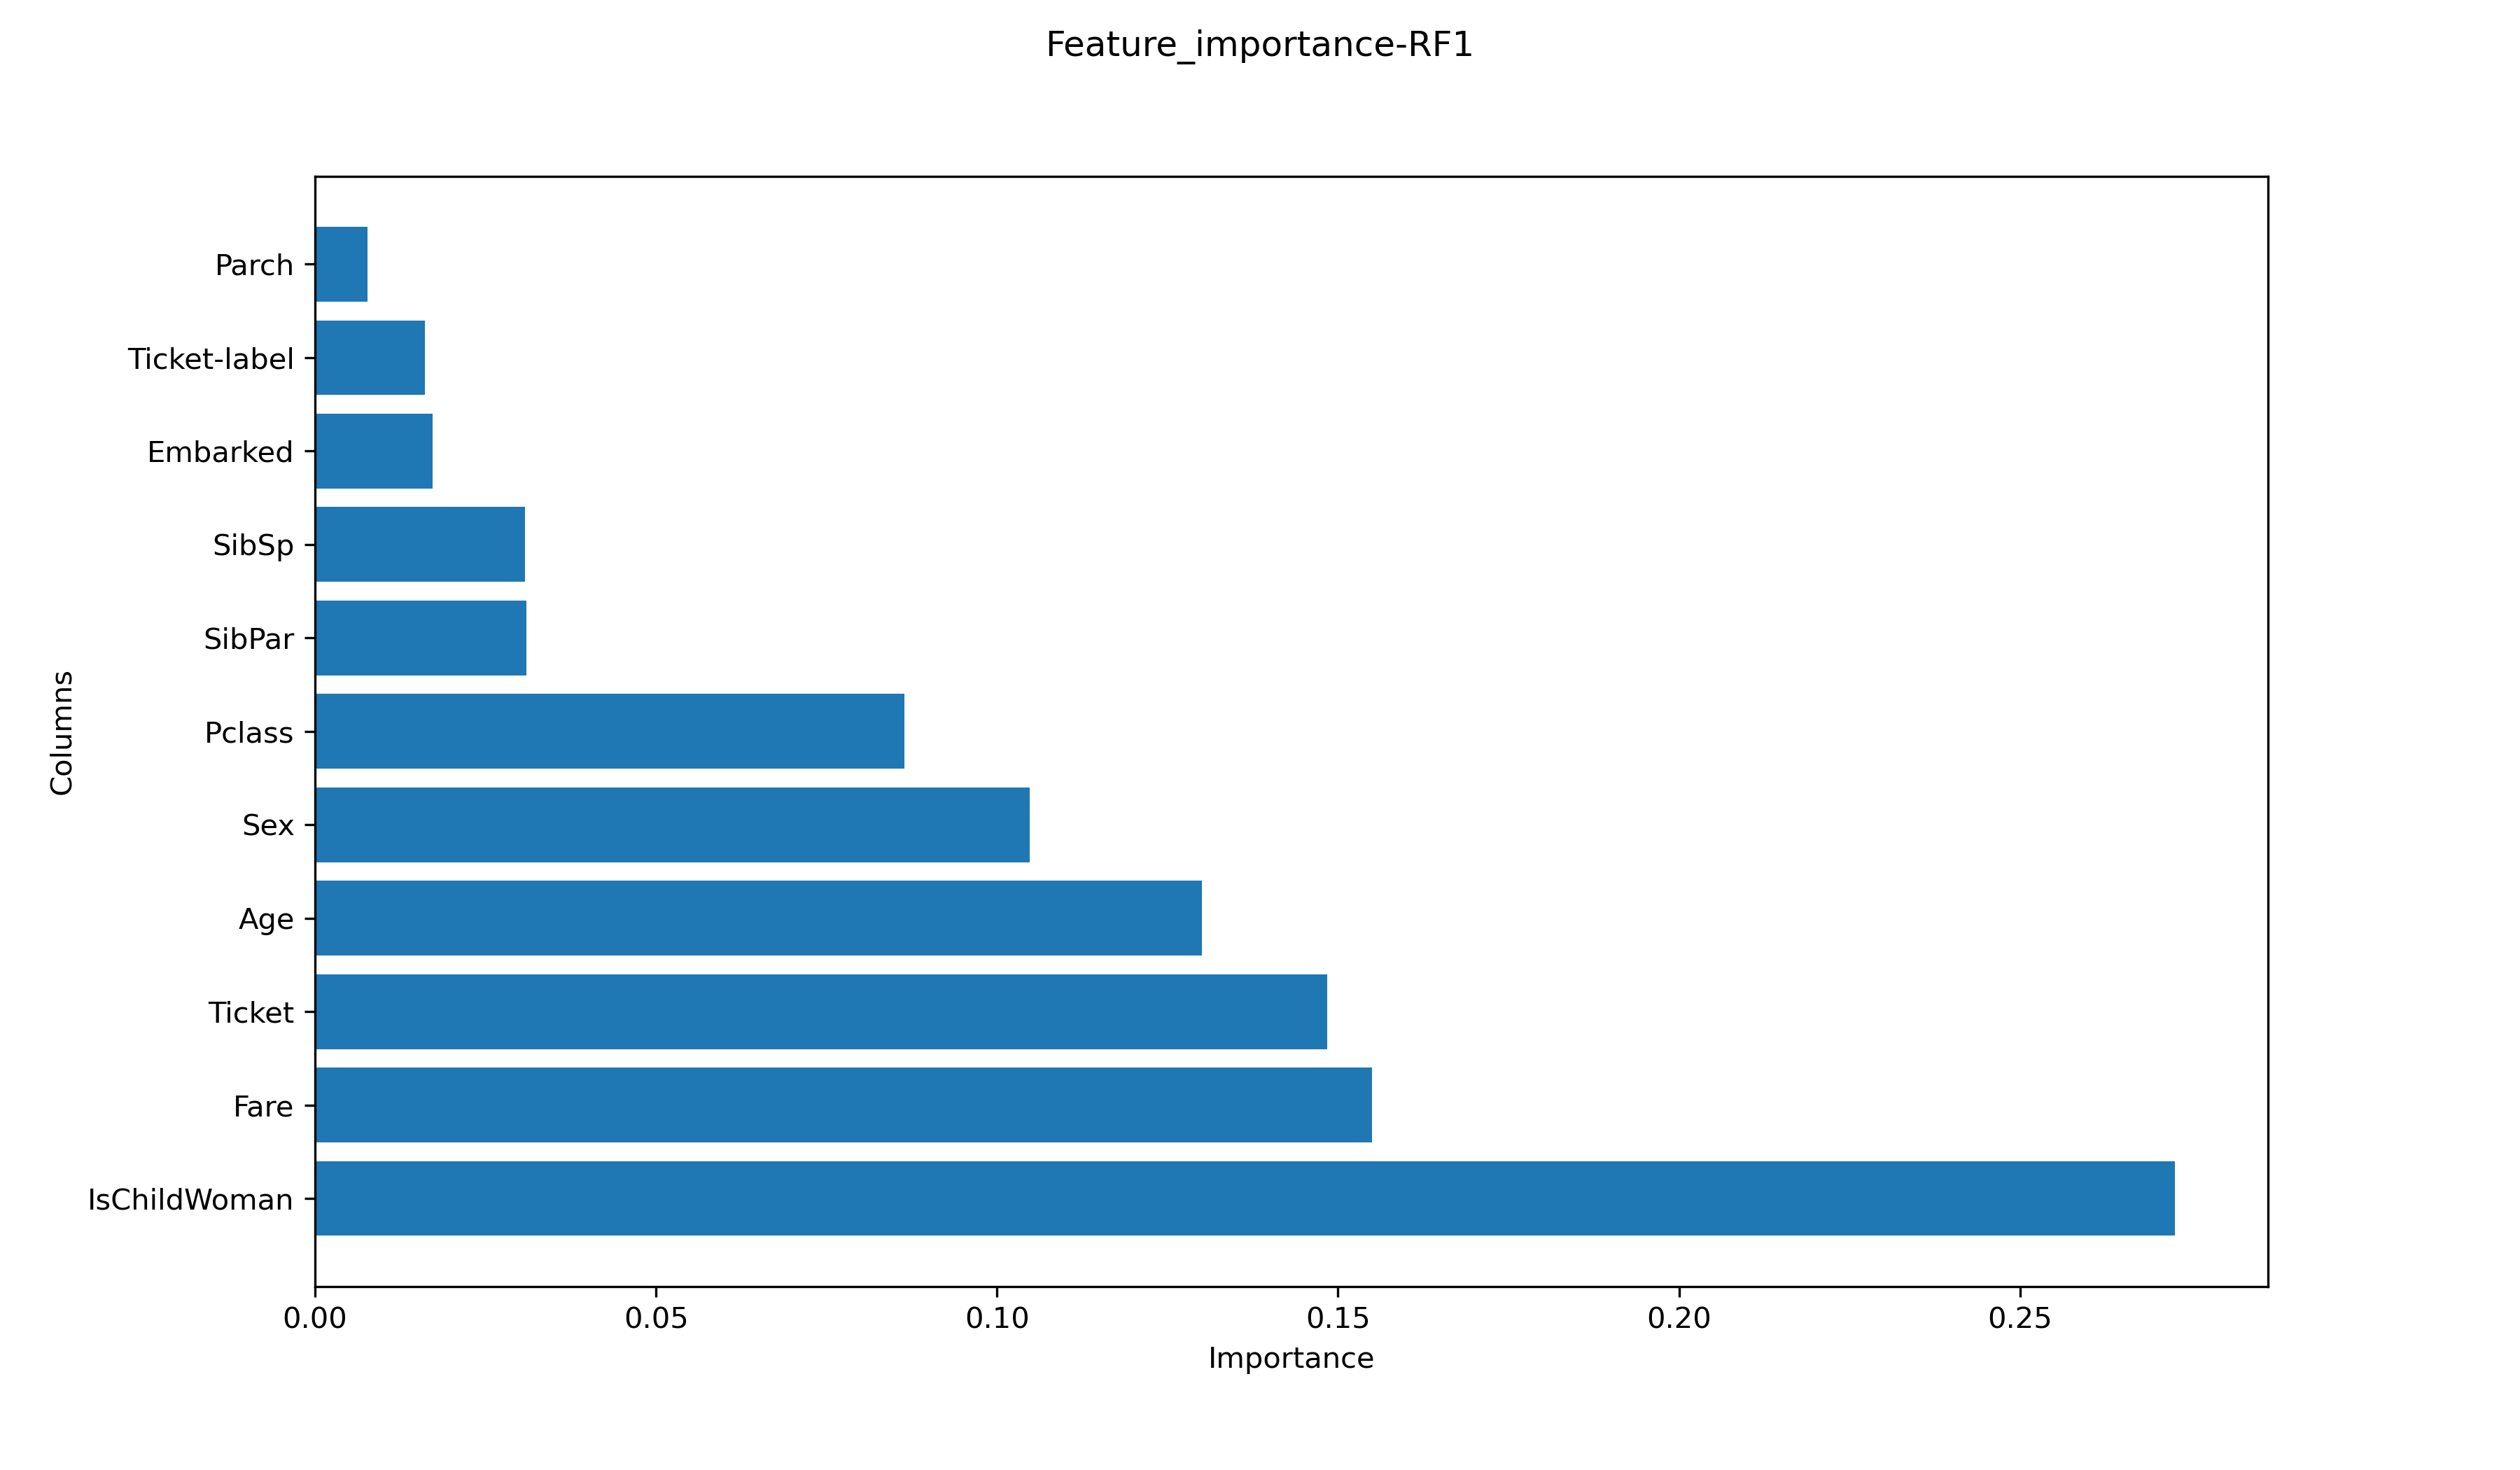 Feature_importance-RF1
Columns
Parch
Ticket-label
Embarked
SibSp
SibPar
Pclass
Sex
Age
Ticket
Fare
IsChildWoman
0.00 0.05 0.10 0.15 0.20 0.25
Importance